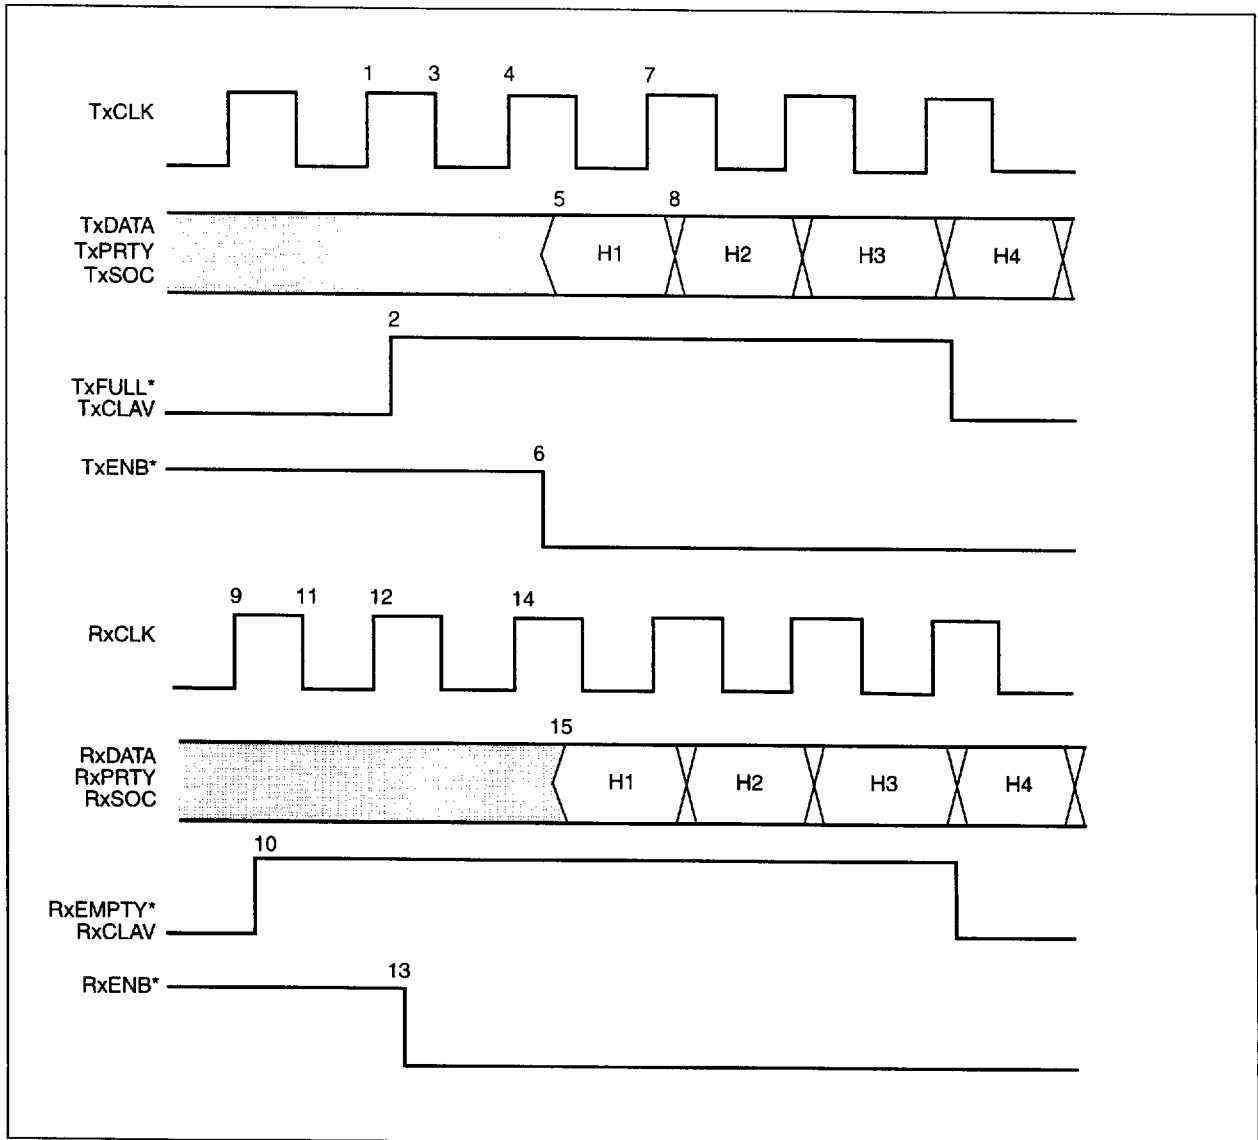 1 3 4 7
TxCLK
5 8
TxDATA
TxPRTY
TxSOC
H1 H2 H3 H4
2
TxFULL*
TxCLAV
TxENB* 6
9 11 12 14
RxCLK
15
RxDATA
RxPRTY
RxSOC
H1 H2 H3 H4
10
RxEMPTY*
RxCLAV
13
RxENB*